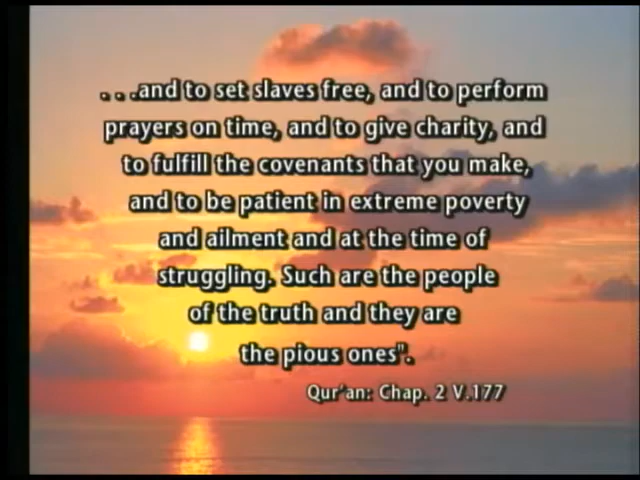 . . .and to set slaves free, and to perform
prayers on time, and to give charity, and
to fulfill the covenants that you make,
and to be patient in extreme poverty
and ailment and at the time of
struggling. Such are the people
of the truth and they are
the pious ones".
Qur'an: Chap. 2 V.177